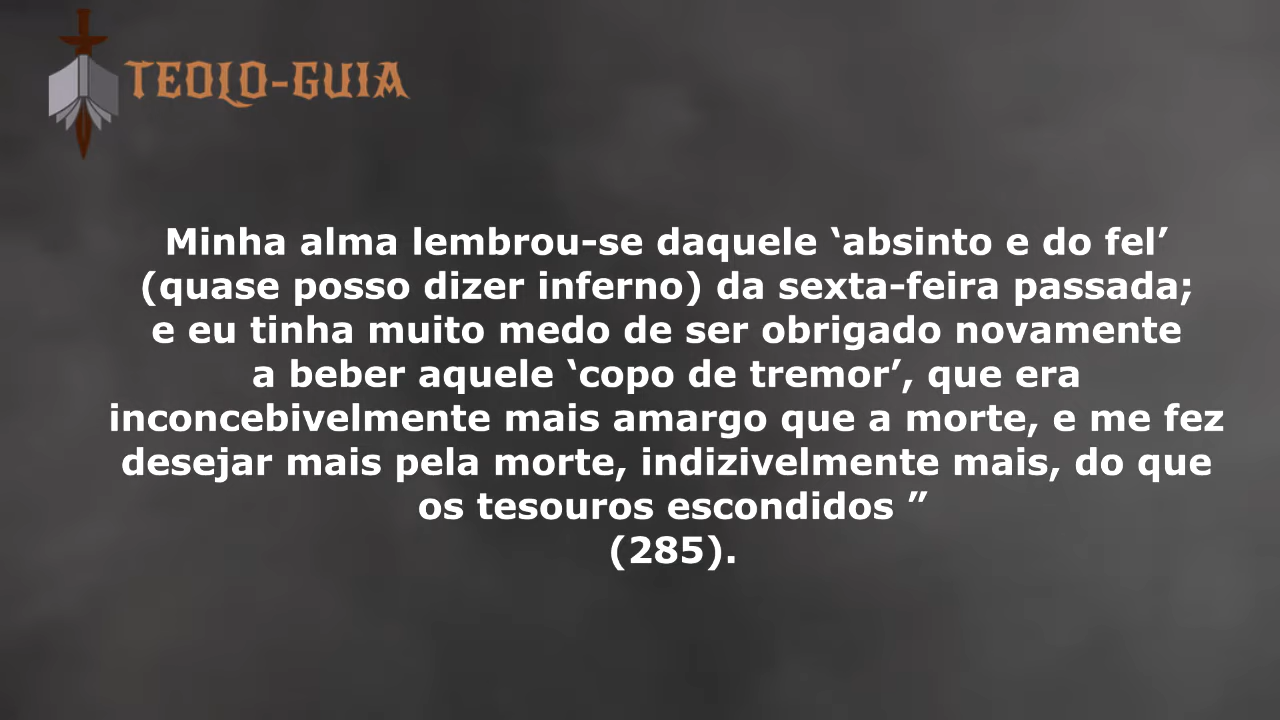 TEOLO-GUIA
Minha alma lembrou-se daquele ‘absinto e do fel’
(quase posso dizer inferno) da sexta-feira passada;
e eu tinha muito medo de ser obrigado novamente
a beber aquele ‘copo de tremor’, que era
inconcebivelmente mais amargo que a morte, e me fez
desejar mais pela morte, indizivelmente mais, do que
os tesouros escondidos ”
(285).